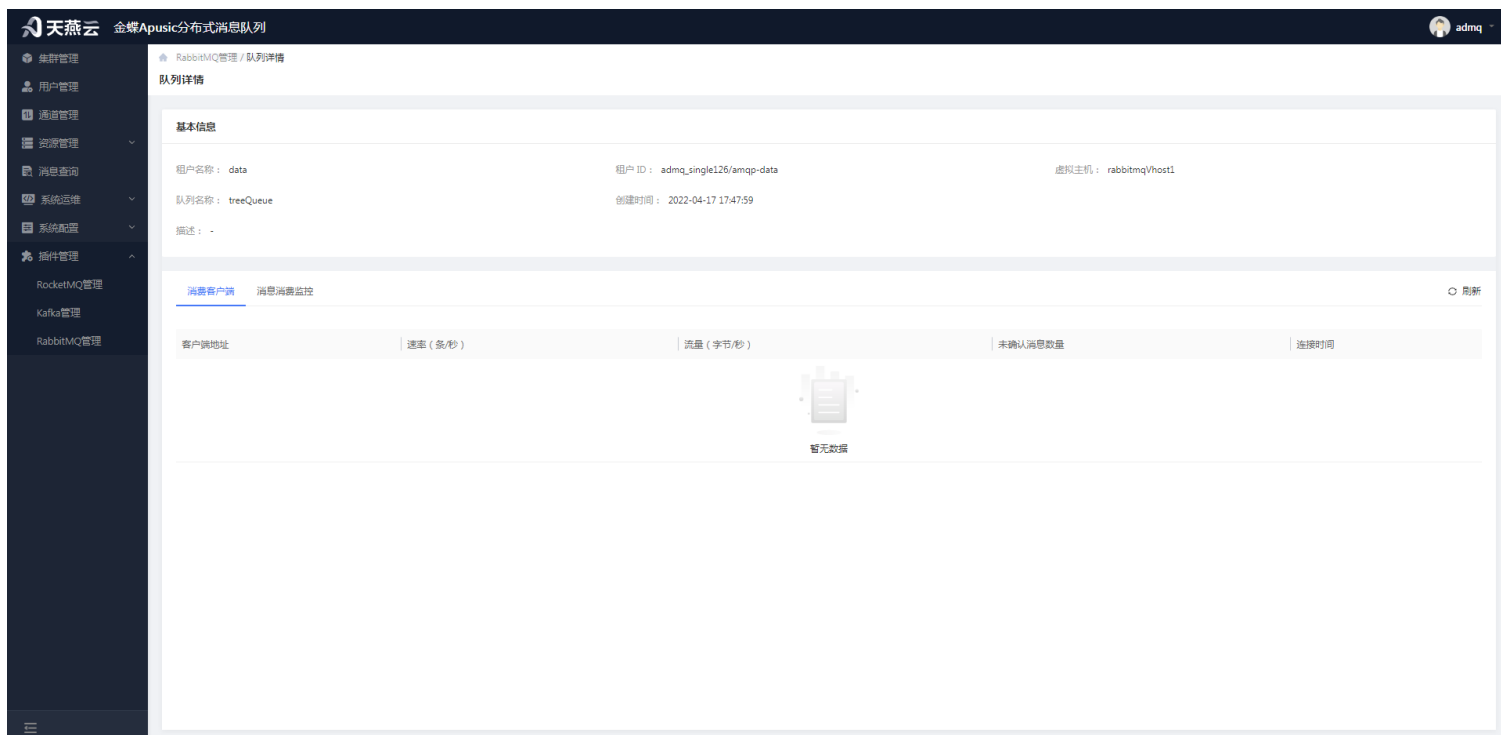 天燕云 金蝶Apusic分布式消息队列 admq
集群管理
用户管理
通道管理
资源管理
消息查询
系统运维
系统配置
插件管理
RocketMQ管理
Kafka管理
RabbitMQ管理
RabbitMQ管理 / 队列详情
队列详情
基本信息
租户名称： data 租户 ID： admq_single126/amqp-data 虚拟主机： rabbitmqVhost1
队列名称： treeQueue 创建时间： 2022-04-17 17:47:59
描述： -
消费客户端 消息消费监控 刷新
客户端地址 速率 ( 条/秒 ) 流量 ( 字节/秒 ) 未确认消息数量 连接时间
暂无数据